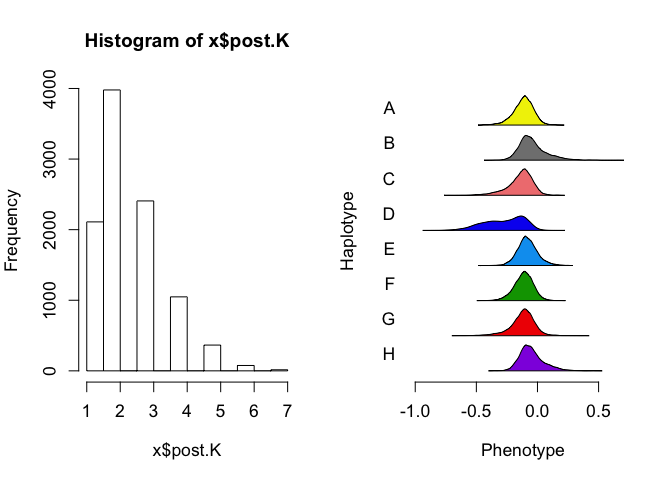 Histogram of x$post.K
Frequency
4000
3000
2000
1000
0
1 2 3 4 5 6 7
x$post.K
Haplotype
A
B
C
D
E
F
G
H
-1.0 -0.5 0.0 0.5
Phenotype